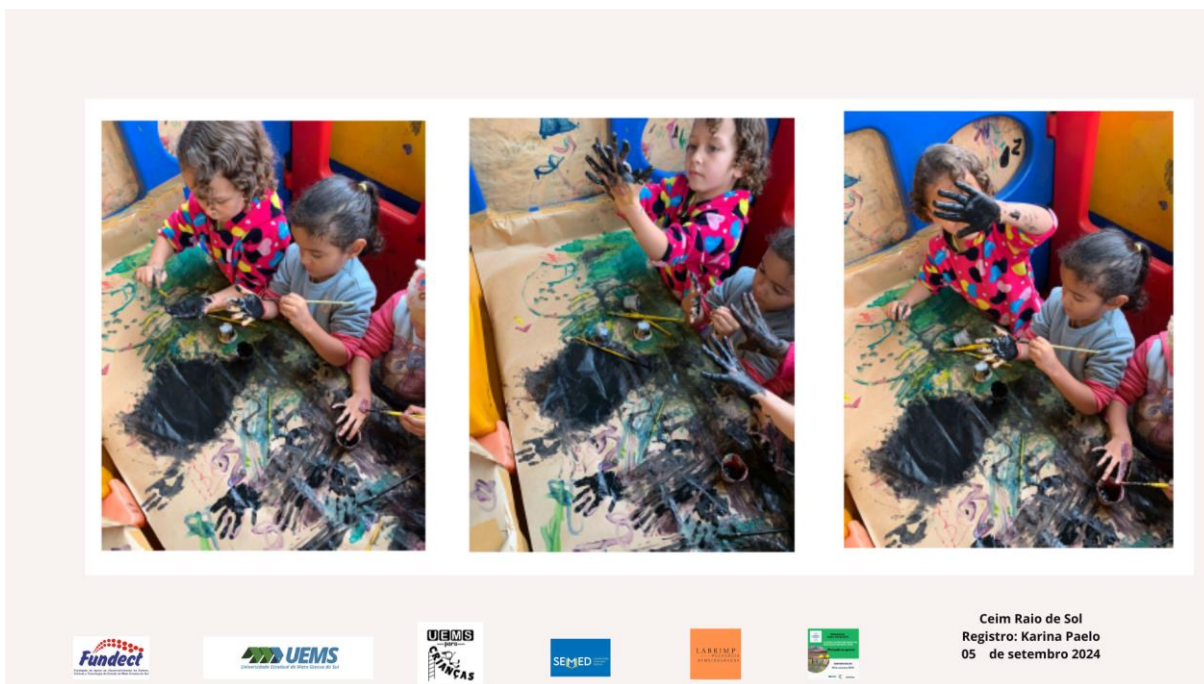 Fundect
UEMS
Universidade Estadual de Mato Grosso do Sul
UEMS
para
CRIANÇAS
SEMED
LABRIMP
Ceim Raio de Sol
Registro: Karina Paelo
05 de setembro 2024